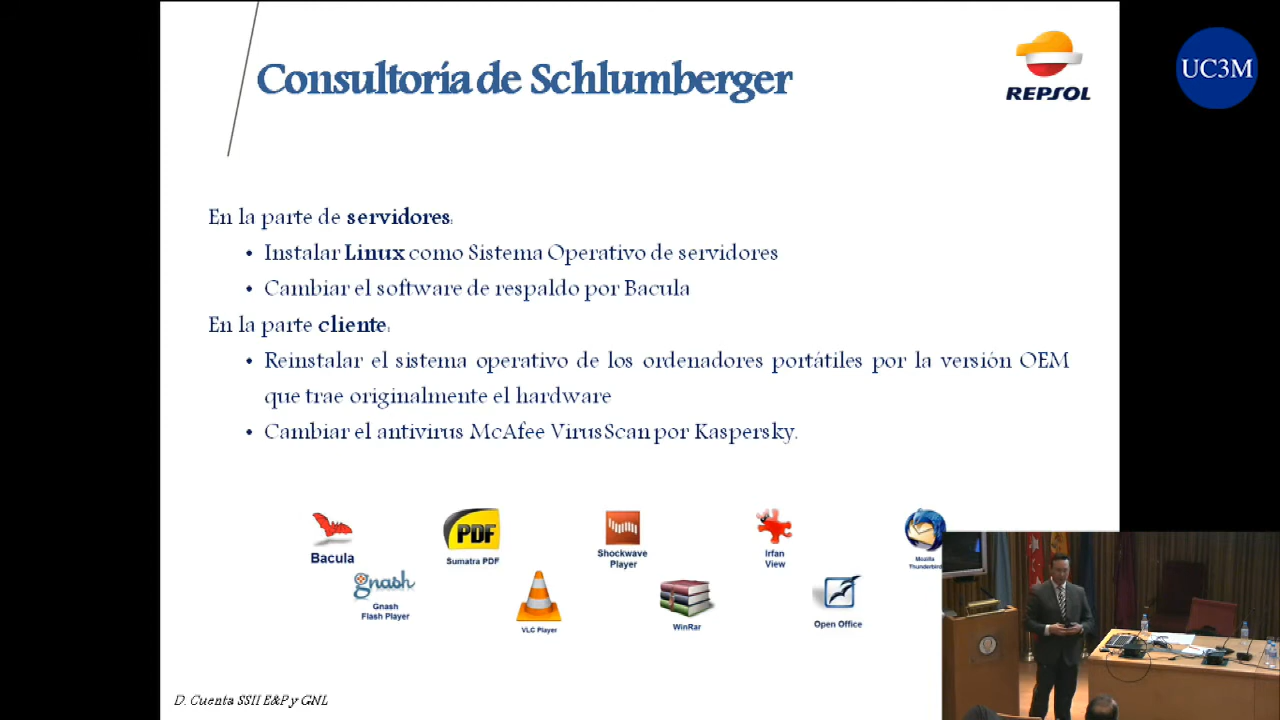 Consultoría de Schlumberger
REPSOL
UC3M
En la parte de servidores:
• Instalar Linux como Sistema Operativo de servidores
• Cambiar el software de respaldo por Bacula
En la parte cliente:
• Reinstalar el sistema operativo de los ordenadores portátiles por la versión OEM
que trae originalmente el hardware
• Cambiar el antivirus McAfee VirusScan por Kaspersky.
PDF
Bacula
Sumatra PDF
Shockwave
Player
Irfan
View
Mozilla
Thunderbird
gnash
Gnash
Flash Player
VLC Player
WinRar
Open Office
D. Cuenta SSII E&P y GNL